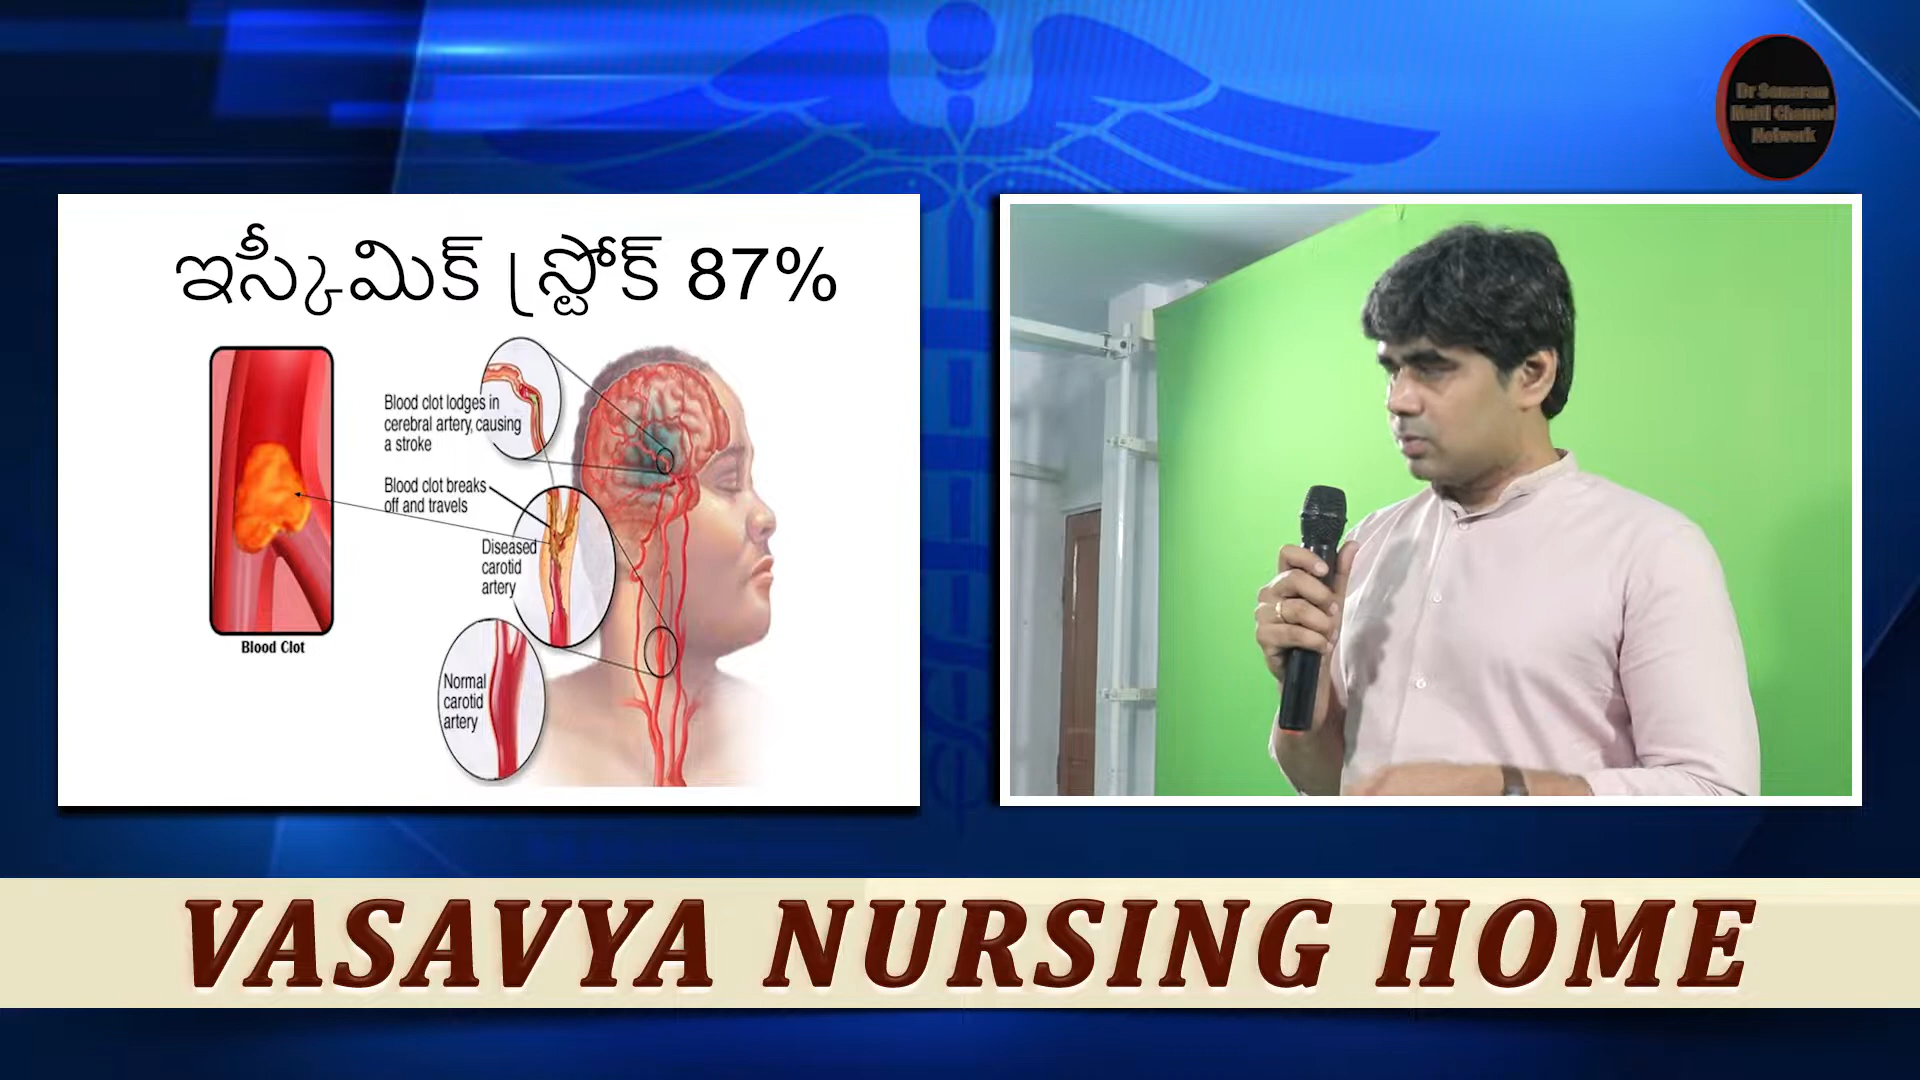 Dr Samaram
Multi Channel
Network
ఇస్కీమిక్ స్ట్రోక్ 87%
Blood clot lodges in
cerebral artery, causing
a stroke
Blood clot breaks
off and travels
Diseased
carotid
artery
Blood Clot
Normal
carotid
artery
VASAVYA NURSING HOME